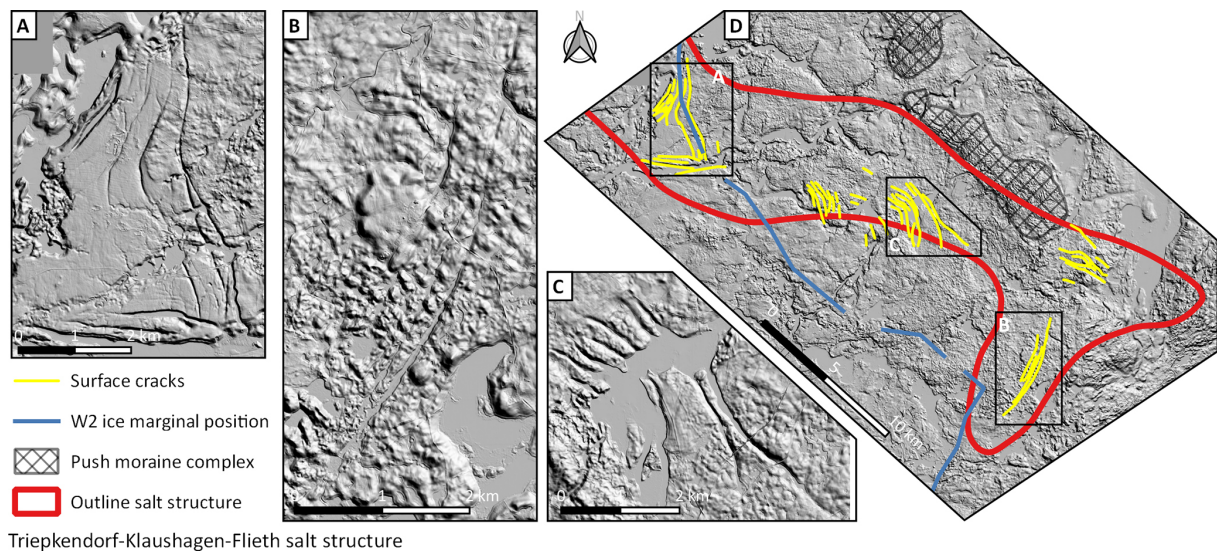 A
B
D
A
C
B
0
5
10 km
C
0 1 2 km
0 1 2 km
0 1 2 km
Surface cracks
W2 ice marginal position
Push moraine complex
Outline salt structure
Triepkendorf-Klaushagen-Flieth salt structure